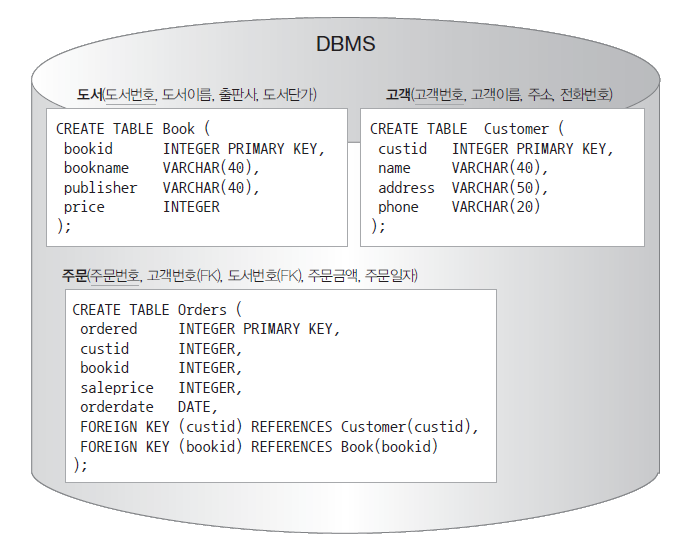 DBMS
도서(도서번호, 도서이름, 출판사, 도서단가)
CREATE TABLE Book (
bookid INTEGER PRIMARY KEY,
bookname VARCHAR(40),
publisher VARCHAR(40),
price INTEGER
);
고객(고객번호, 고객이름, 주소, 전화번호)
CREATE TABLE Customer (
custid INTEGER PRIMARY KEY,
name VARCHAR(40),
address VARCHAR(50),
phone VARCHAR(20)
);
주문(주문번호, 고객번호(FK), 도서번호(FK), 주문금액, 주문일자)
CREATE TABLE Orders (
ordered INTEGER PRIMARY KEY,
custid INTEGER,
bookid INTEGER,
saleprice INTEGER,
orderdate DATE,
FOREIGN KEY (custid) REFERENCES Customer(custid),
FOREIGN KEY (bookid) REFERENCES Book(bookid)
);